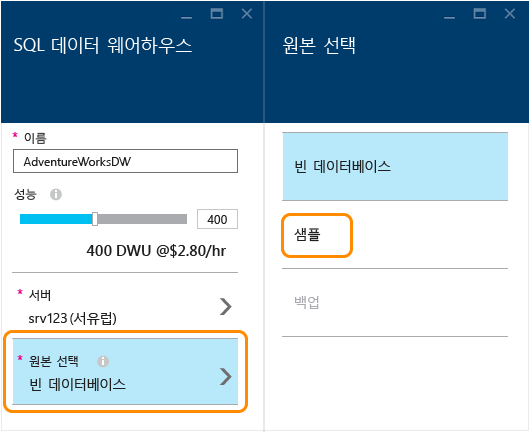 SQL 데이터 웨어하우스
* 이름
AdventureWorksDW
성능
400
400 DWU @$2.80/hr
* 서버
srv123(서유럽)
* 원본 선택
빈 데이터베이스
원본 선택
빈 데이터베이스
샘플
백업